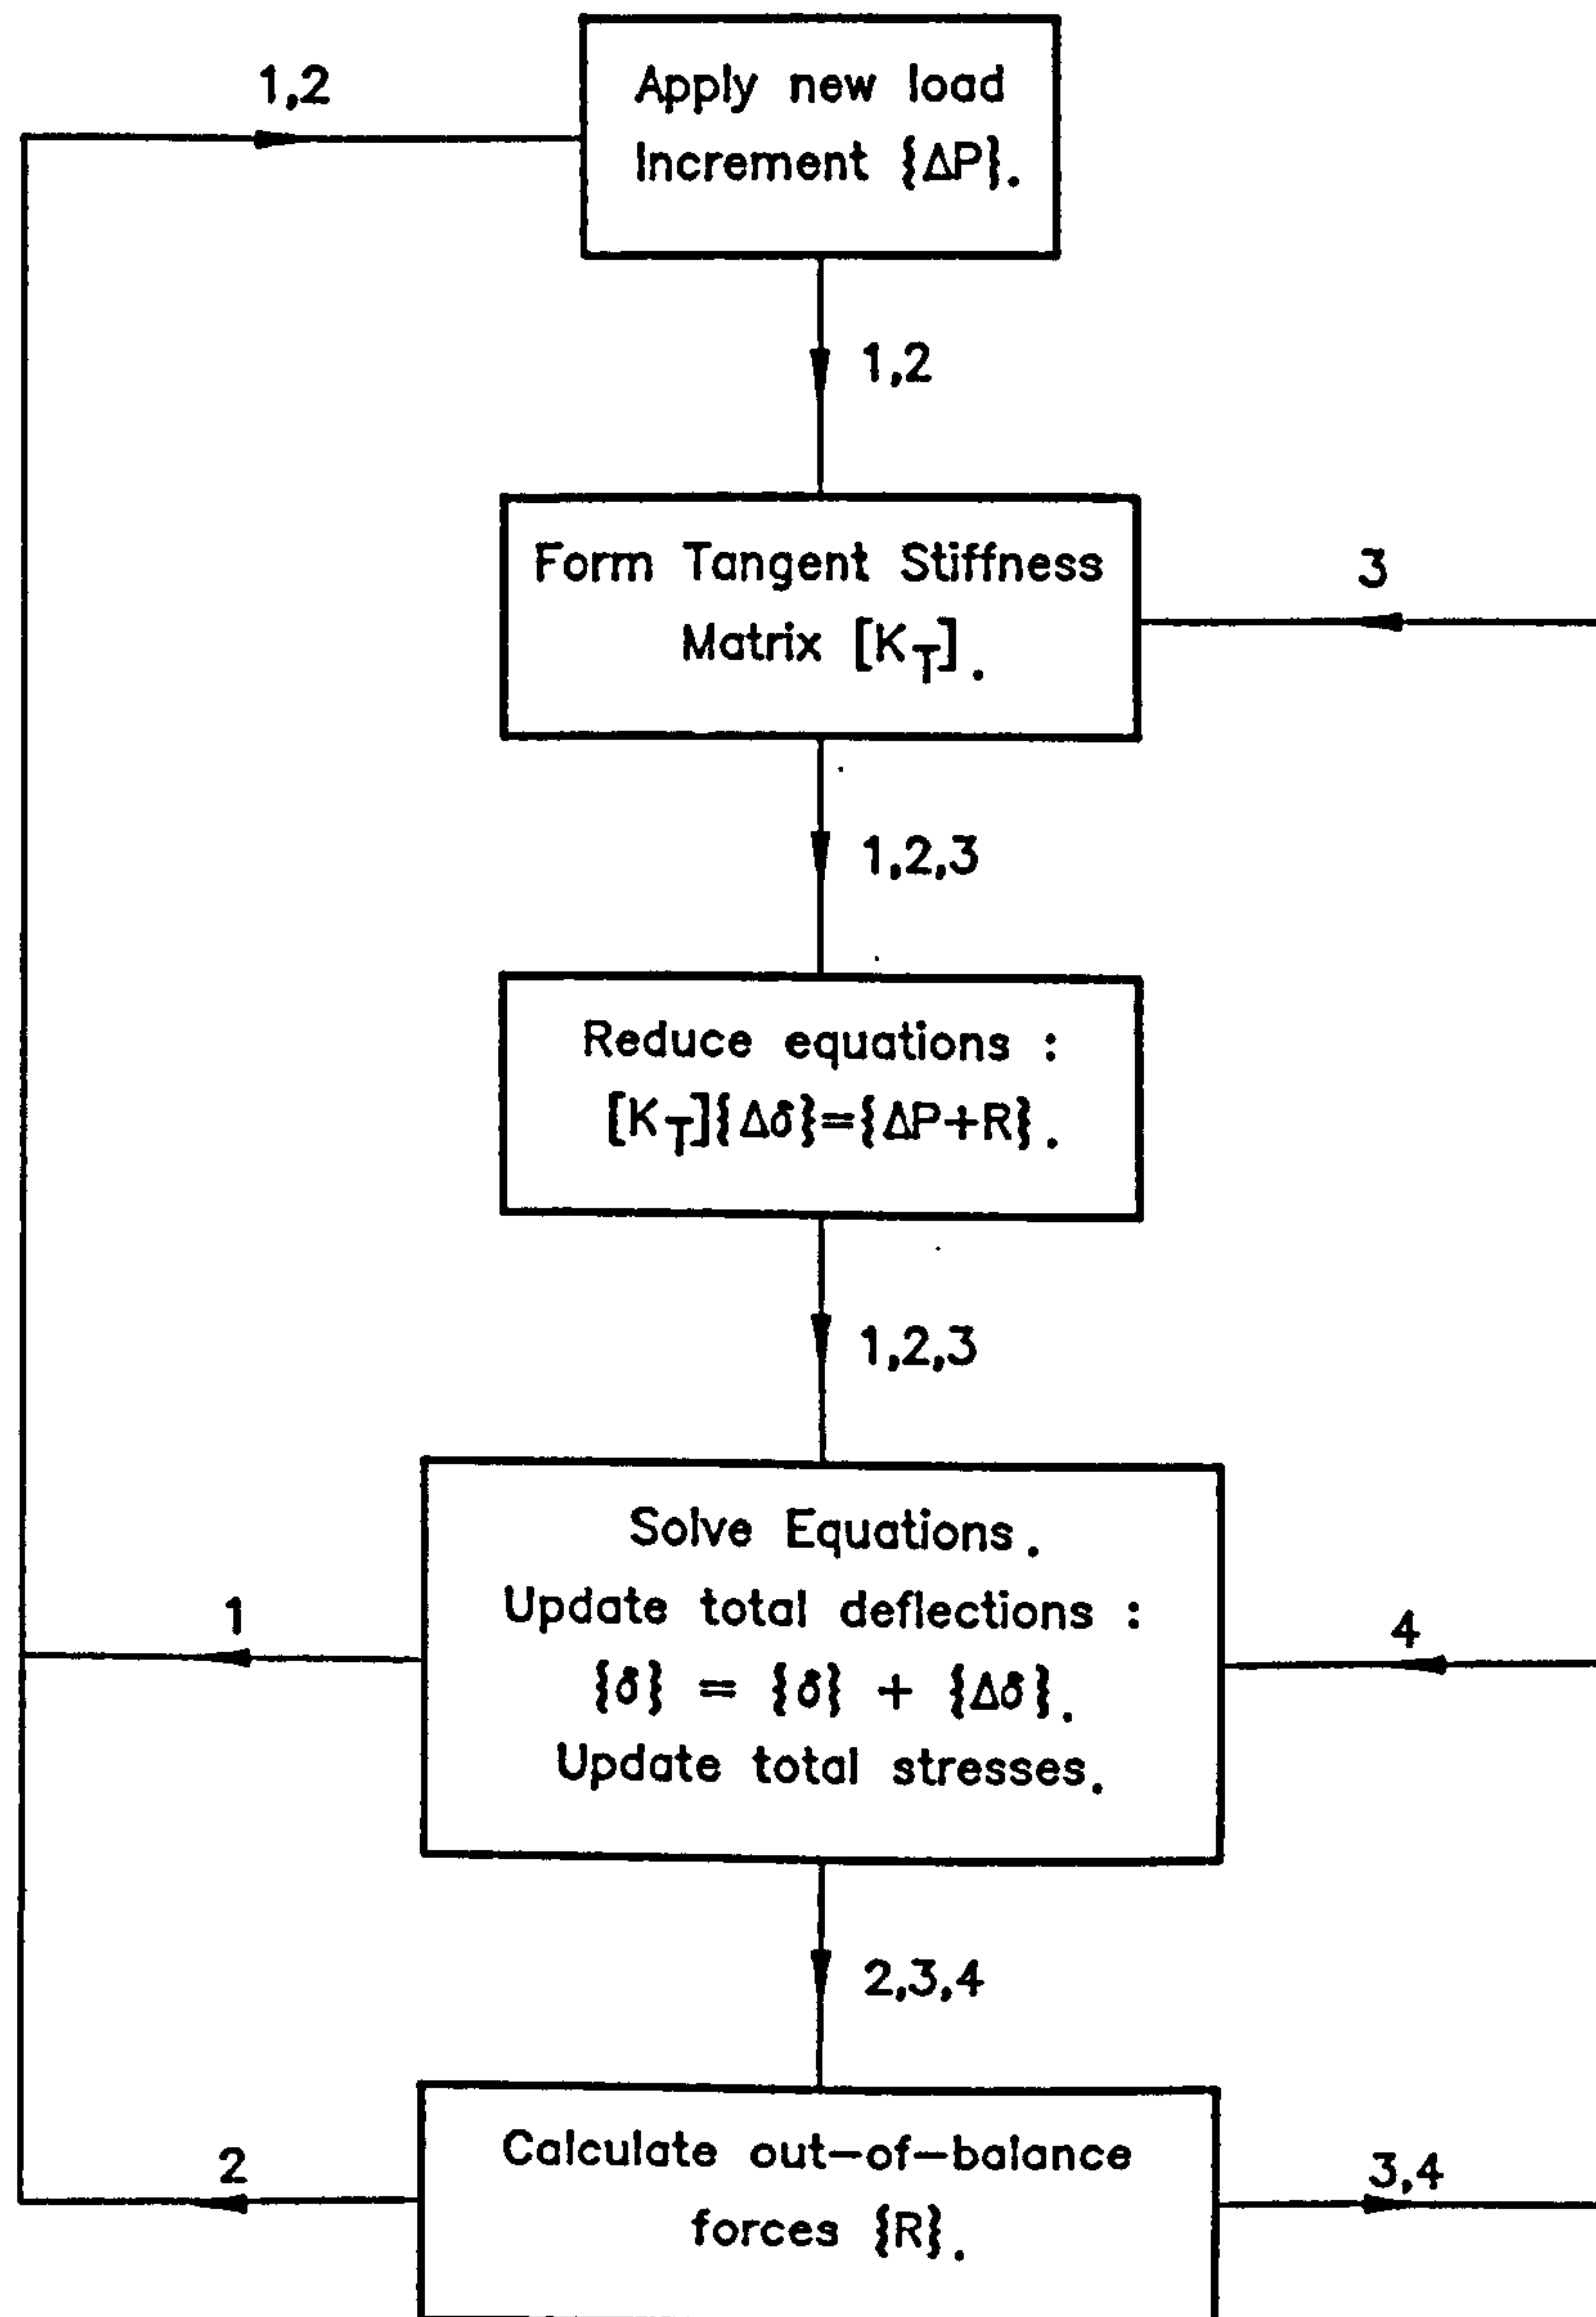 1,2
Apply new load
Increment {ΔP}.
1,2
Form Tangent Stiffness
Matrix [K_T].
3
1,2,3
Reduce equations :
[K_T]{Δδ}={ΔP+R}.
1,2,3
Solve Equations.
Update total deflections :
{δ} = {δ} + {Δδ}.
Update total stresses.
1
4
2,3,4
Calculate out-of-balance
forces {R}.
2
3,4